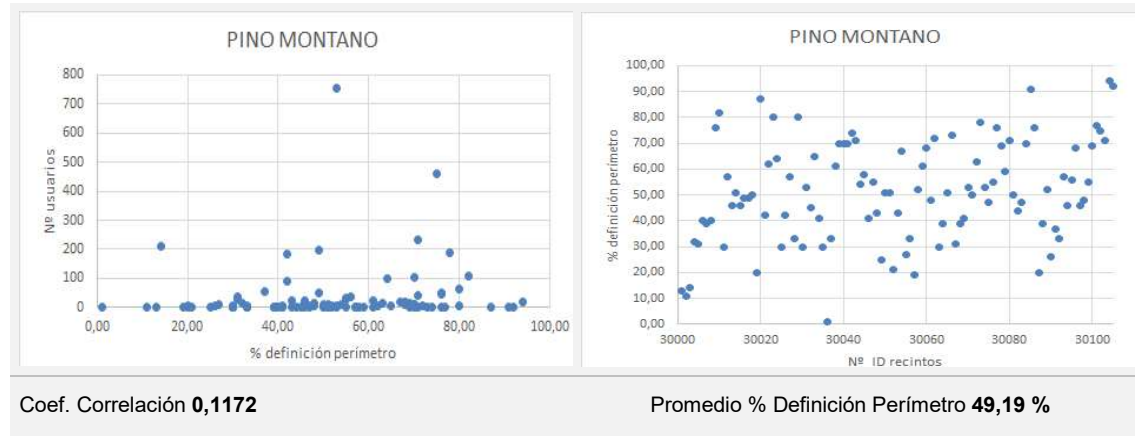 PINO MONTANO
800
700
600
500
400
300
200
100
0
Nº usuarios
0,00 20,00 40,00 60,00 80,00 100,00
% definición perímetro
PINO MONTANO
100,00
90,00
80,00
70,00
60,00
50,00
40,00
30,00
20,00
10,00
0,00
% definición perímetro
30000 30020 30040 30060 30080 30100
Nº ID recintos
Coef. Correlación 0,1172 Promedio % Definición Perímetro 49,19 %